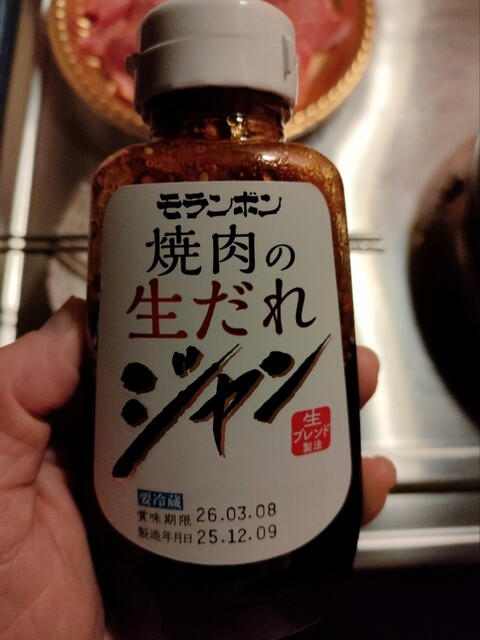 モランボン
焼肉の
生だれ
ジャン
生
ブレンド
製法
要冷蔵
賞味期限 26.03.08
製造年月日 25.12.09